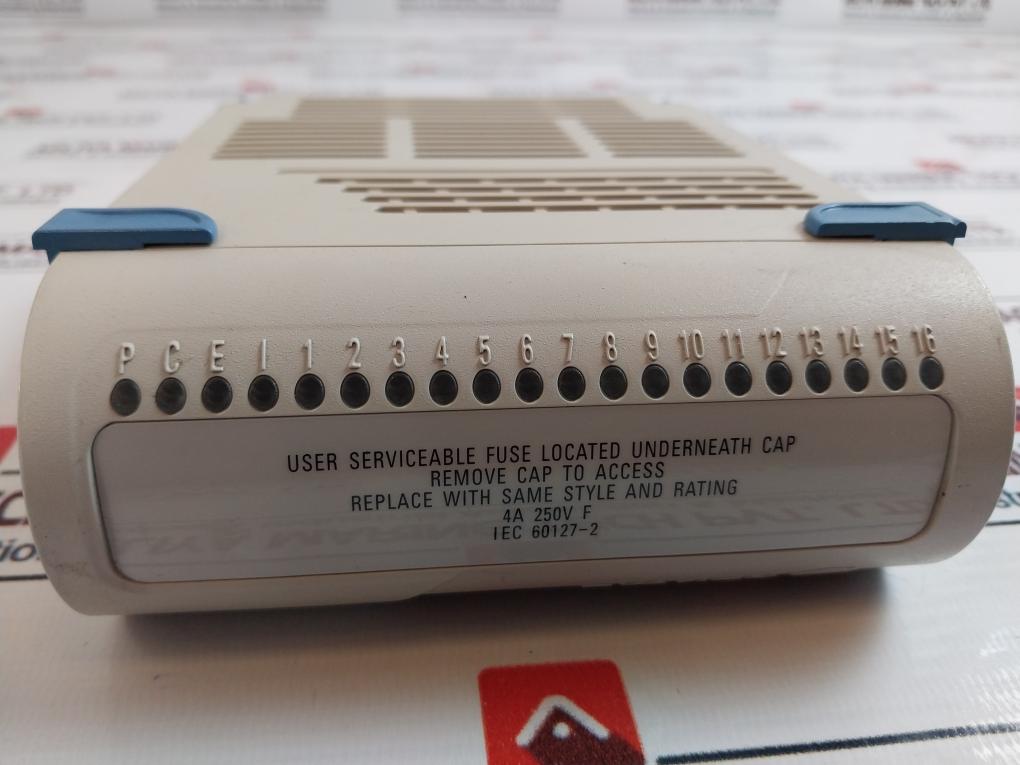 P C E I 1 2 3 4 5 6 7 8 9 10 11 12 13 14 15 16
USER SERVICEABLE FUSE LOCATED UNDERNEATH CAP
REMOVE CAP TO ACCESS
REPLACE WITH SAME STYLE AND RATING
4A 250V F
IEC 60127-2